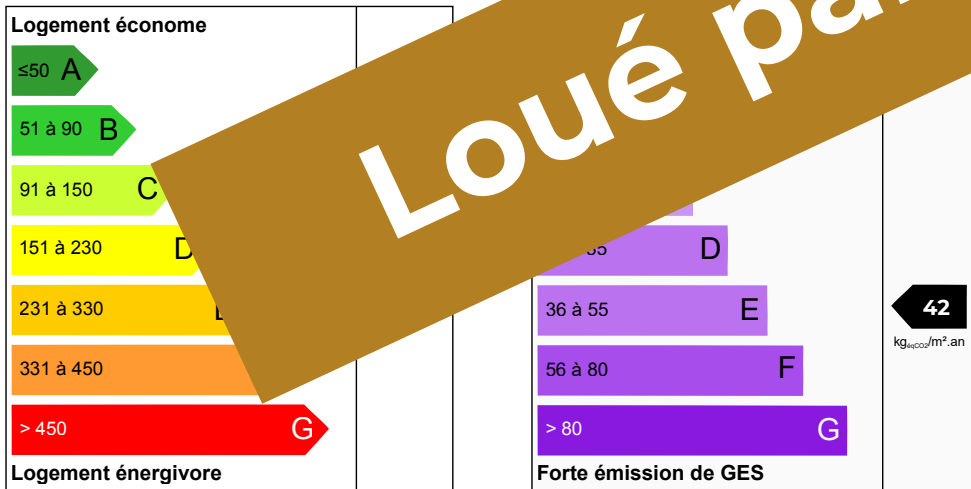 Logement économe
≤50 A
51 à 90 B
91 à 150 C
151 à 230 D
231 à 330
331 à 450
> 450 G
Logement énergivore
Loué
D
36 à 55 E
56 à 80 F
> 80 G
Forte émission de GES
42
kgéqCO2/m².an